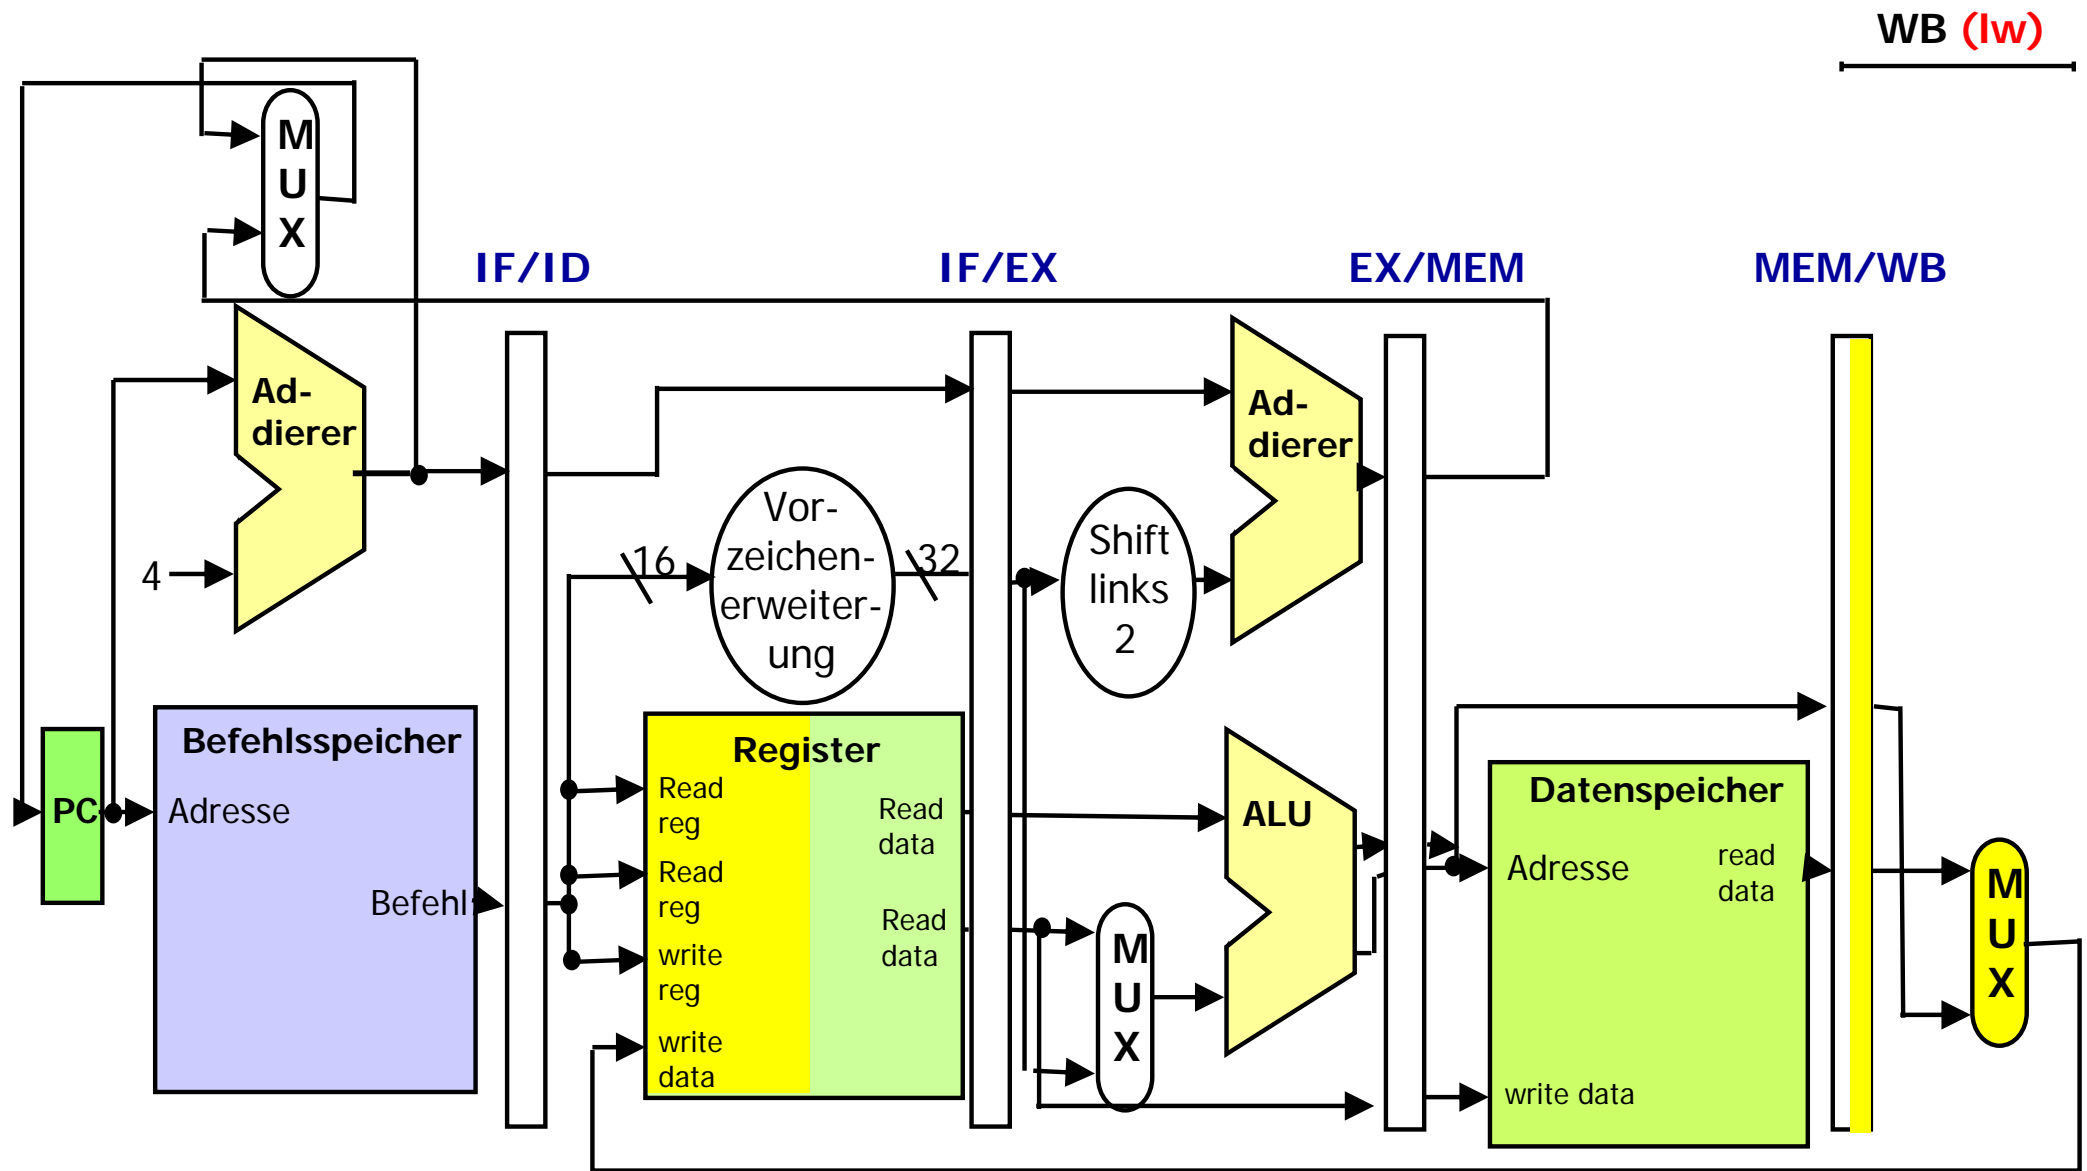 WB (lw)
M
U
X
IF/ID
IF/EX
EX/MEM
MEM/WB
Ad-
dierer
4
16
Vor-
zeichen-
erweiter-
ung
32
Shift
links
2
Ad-
dierer
PC
Befehlsspeicher
Adresse
Befehl
Register
Read
reg
Read
reg
write
reg
write
data
Read
data
Read
data
M
U
X
ALU
Datenspeicher
Adresse
read
data
write data
M
U
X